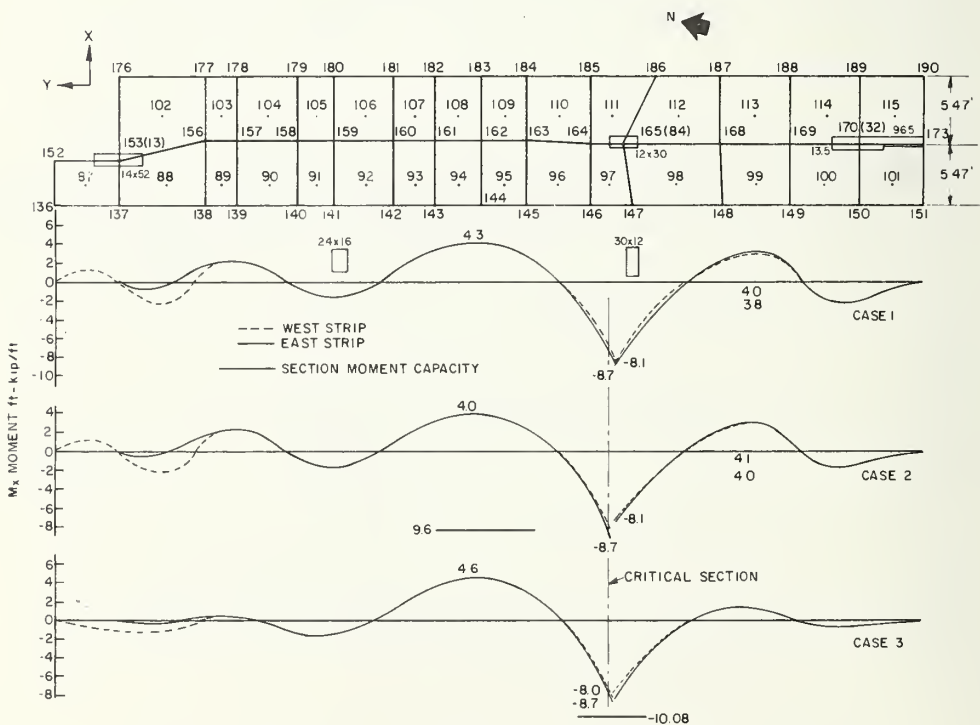 N
X
Y
176 177 178 179 180 181 182 183 184 185 186 187 188 189 190
102 103 104 105 106 107 108 109 110 111 112 113 114 115
5 47'
152 153(13) 156 157 158 159 160 161 162 163 164 165(84) 168 169 170(32) 965 173
14x52 12x30 13.5
87 88 89 90 91 92 93 94 95 96 97 98 99 100 101
5 47'
144
136 137 138 139 140 141 142 143 145 146 147 148 149 150 151
Mx MOMENT ft-kip/ft
6
4
2
0
-2
-4
-6
-8
-10
24x16
4 3
30x12
4.0
3.8
-8.1
-8.7
CASE 1
WEST STRIP
EAST STRIP
SECTION MOMENT CAPACITY
4
2
0
-2
-4
-6
-8
4.0
4.1
4.0
-8.1
-8.7
9.6
CASE 2
CRITICAL SECTION
6
4
2
0
-2
-4
-6
-8
4 6
-8.0
-8.7
-10.08
CASE 3